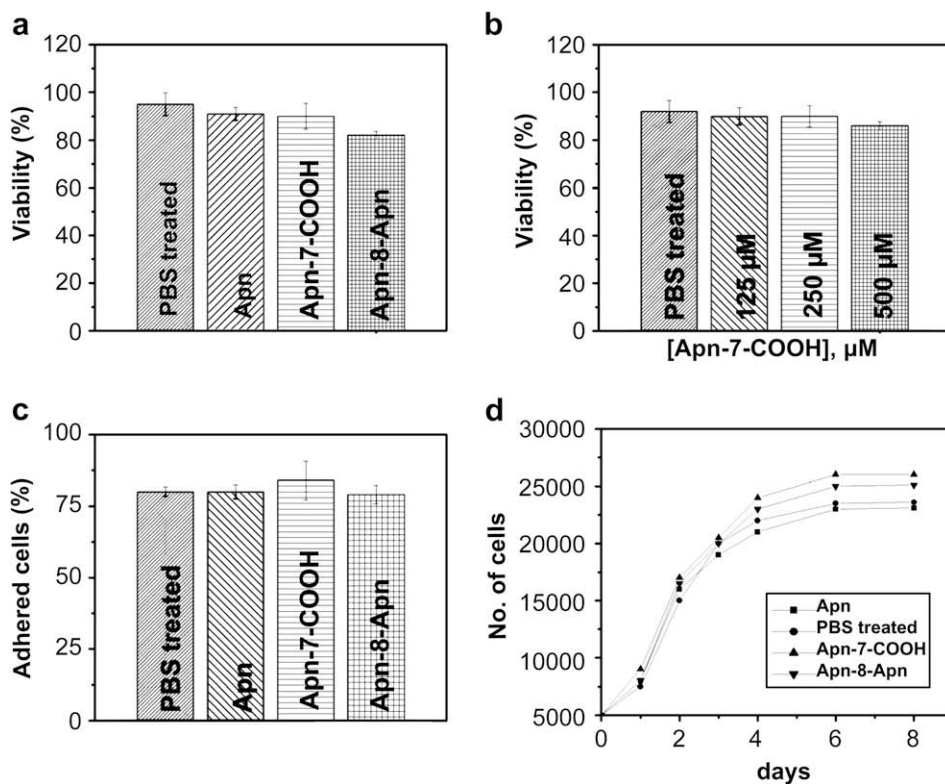 a
Viability (%)
120
100
80
60
40
20
0
PBS treated
Apn
Apn-7-COOH
Apn-8-Apn
b
Viability (%)
120
100
80
60
40
20
0
PBS treated
125 µM
250 µM
500 µM
[Apn-7-COOH], µM
c
Adhered cells (%)
100
75
50
25
0
PBS treated
Apn
Apn-7-COOH
Apn-8-Apn
d
No. of cells
30000
25000
20000
15000
10000
5000
Apn
PBS treated
Apn-7-COOH
Apn-8-Apn
0 2 4 6 8
days